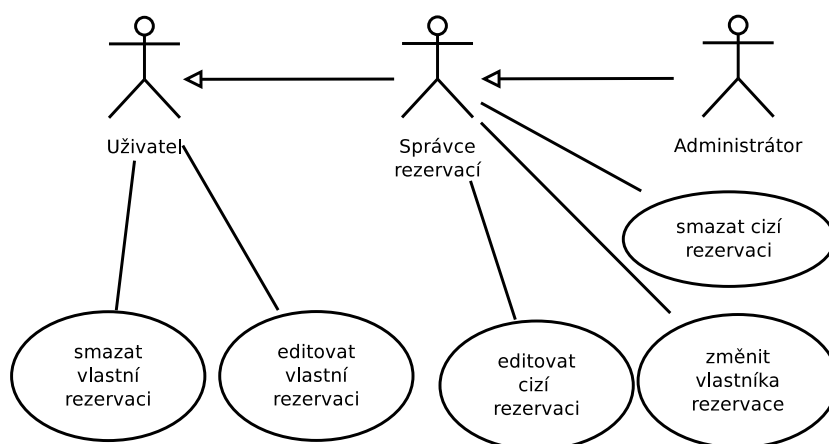 Uživatel
Správce
rezervací
Administrátor
smazat cizí
rezervaci
smazat
vlastní
rezervaci
editovat
vlastní
rezervaci
editovat
cizí
rezervaci
změnit
vlastníka
rezervace